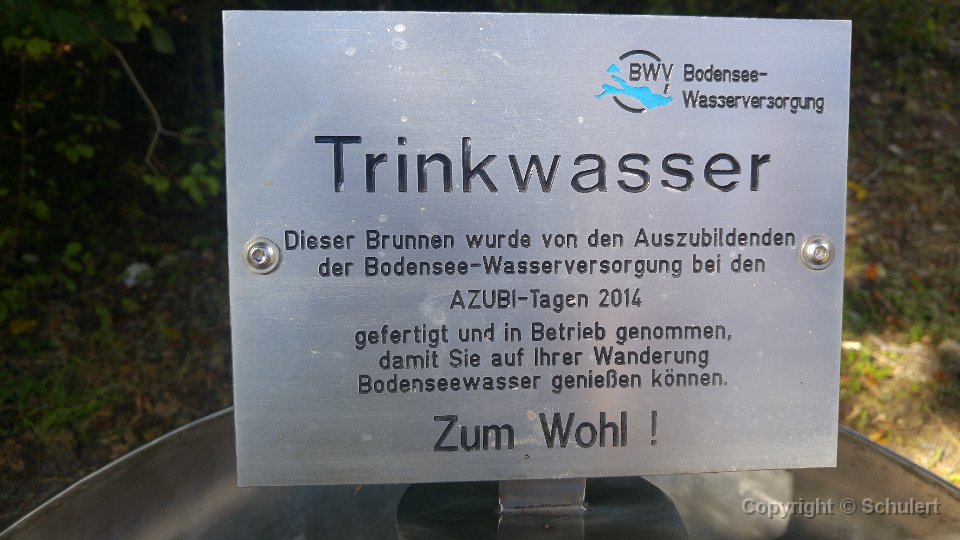 BWV Bodensee-
Wasserversorgung
Trinkwasser
Dieser Brunnen wurde von den Auszubildenden
der Bodensee-Wasserversorgung bei den
AZUBI-Tagen 2014
gefertigt und in Betrieb genommen,
damit Sie auf Ihrer Wanderung
Bodenseewasser genießen können.
Zum Wohl !
Copyright © Schulert